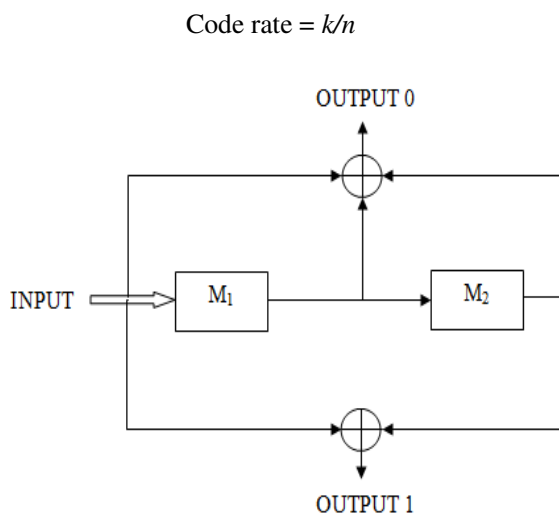 Code rate = k/n
OUTPUT 0
INPUT
M₁
M₂
OUTPUT 1